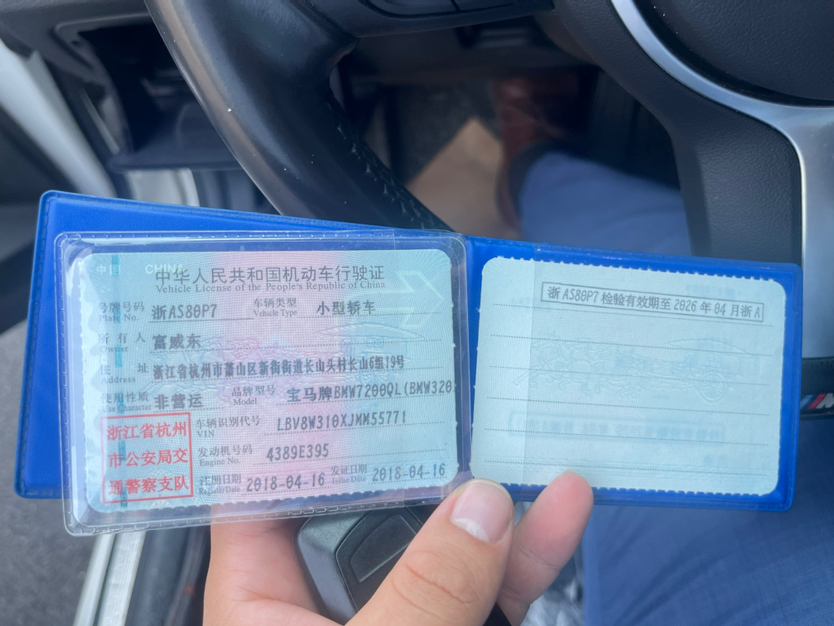 中国 CHINA
中华人民共和国机动车行驶证
Vehicle License of the People's Republic of China
号牌号码 浙AS80P7 车辆类型 小型轿车
Plate No. Vehicle Type
所有人 富威东
Owner
住址 浙江省杭州市萧山区新街街道长山头村长山6组19号
Address
使用性质 非营运 品牌型号 宝马牌BMW7200QL(BMW320
Use Character Model
浙江省杭州
市公安局交
通警察支队
车辆识别代号 LBV8W310XJMM55771
VIN
发动机号码 4389E395
Engine No.
注册日期 2018-04-16 发证日期 2018-04-16
Register Date Issue Date
浙AS80P7 检验有效期至 2026 年 04 月浙A
M